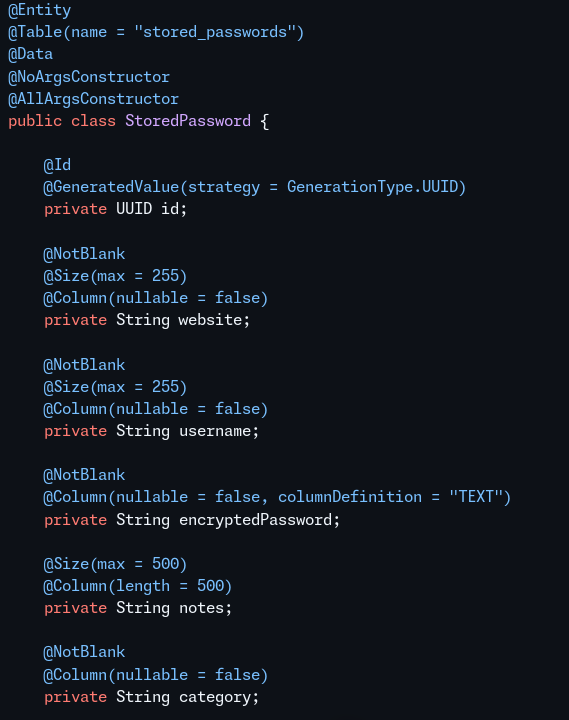 @Entity
@Table(name = "stored_passwords")
@Data
@NoArgsConstructor
@AllArgsConstructor
public class StoredPassword {
@Id
@GeneratedValue(strategy = GenerationType.UUID)
private UUID id;
@NotBlank
@Size(max = 255)
@Column(nullable = false)
private String website;
@NotBlank
@Size(max = 255)
@Column(nullable = false)
private String username;
@NotBlank
@Column(nullable = false, columnDefinition = "TEXT")
private String encryptedPassword;
@Size(max = 500)
@Column(length = 500)
private String notes;
@NotBlank
@Column(nullable = false)
private String category;